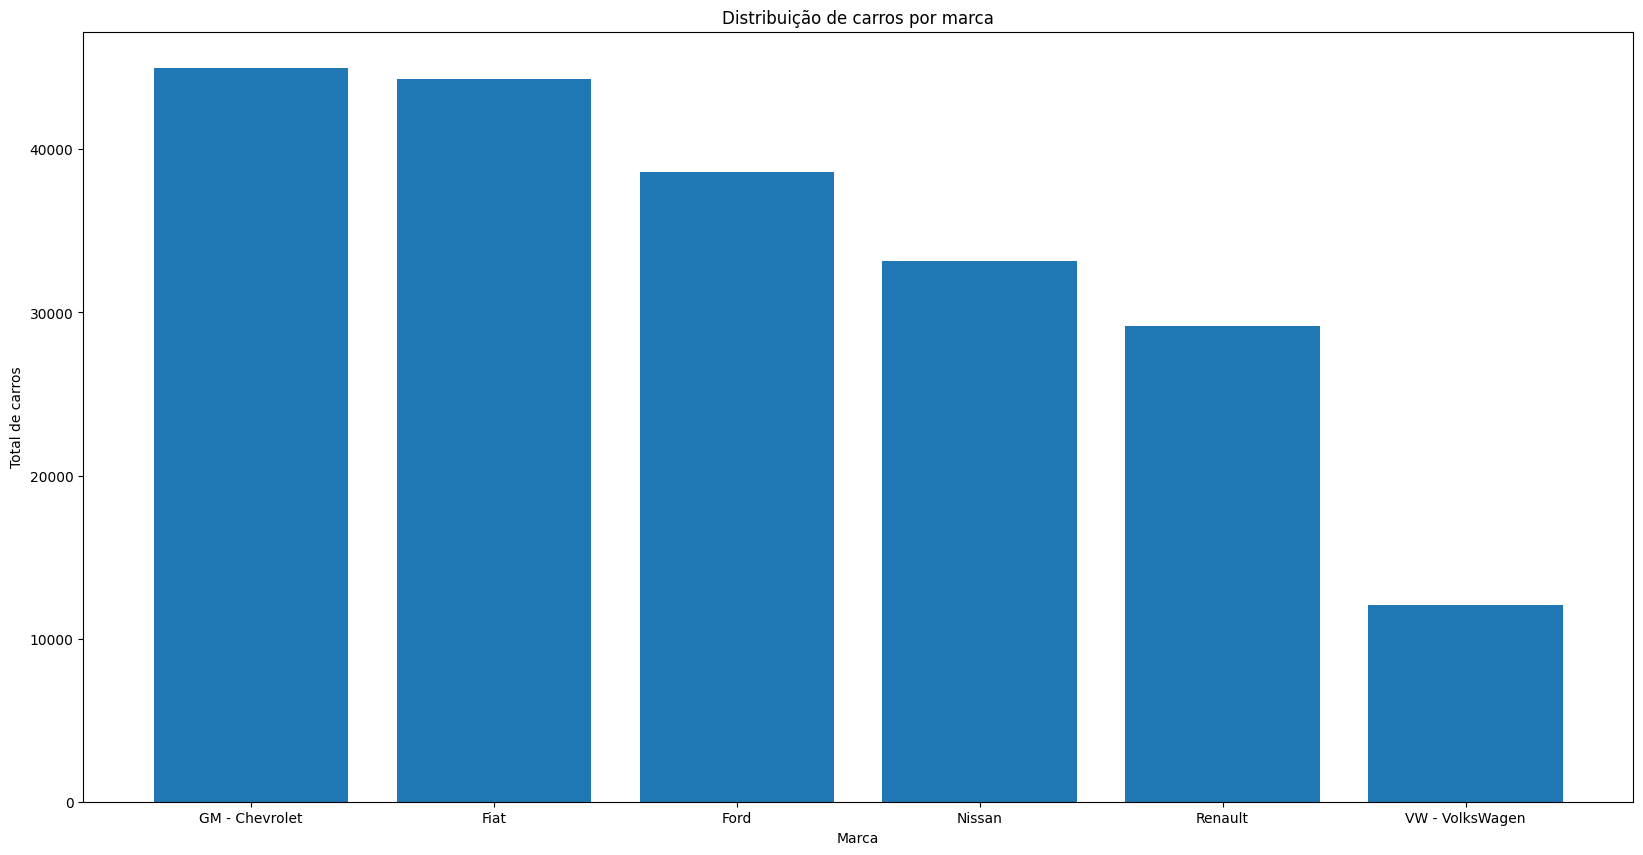 Distribuição de carros por marca
Total de carros
40000
30000
20000
10000
0
GM - Chevrolet
Fiat
Ford
Nissan
Renault
VW - VolksWagen
Marca